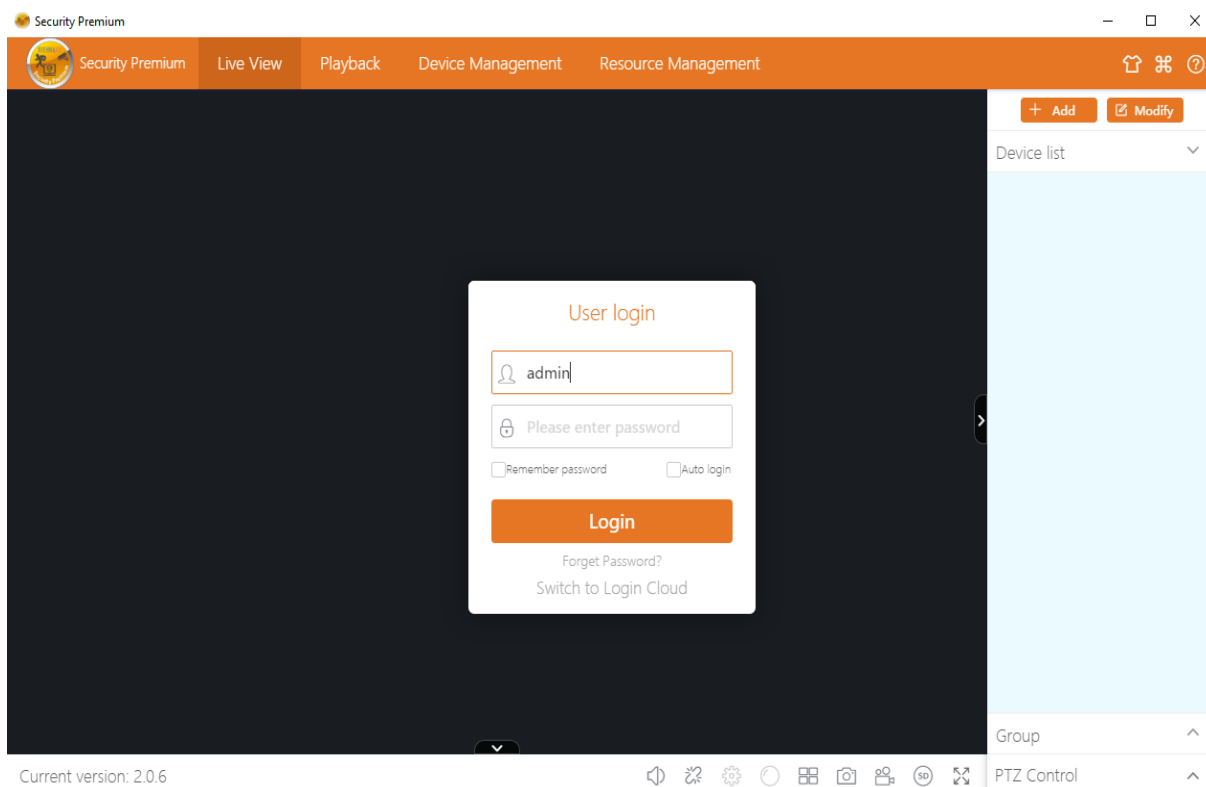 Security Premium
Security Premium Live View Playback Device Management Resource Management
Add Modify
Device list
User login
admin
Please enter password
Remember password Auto login
Login
Forget Password?
Switch to Login Cloud
Group
Current version: 2.0.6 SD PTZ Control